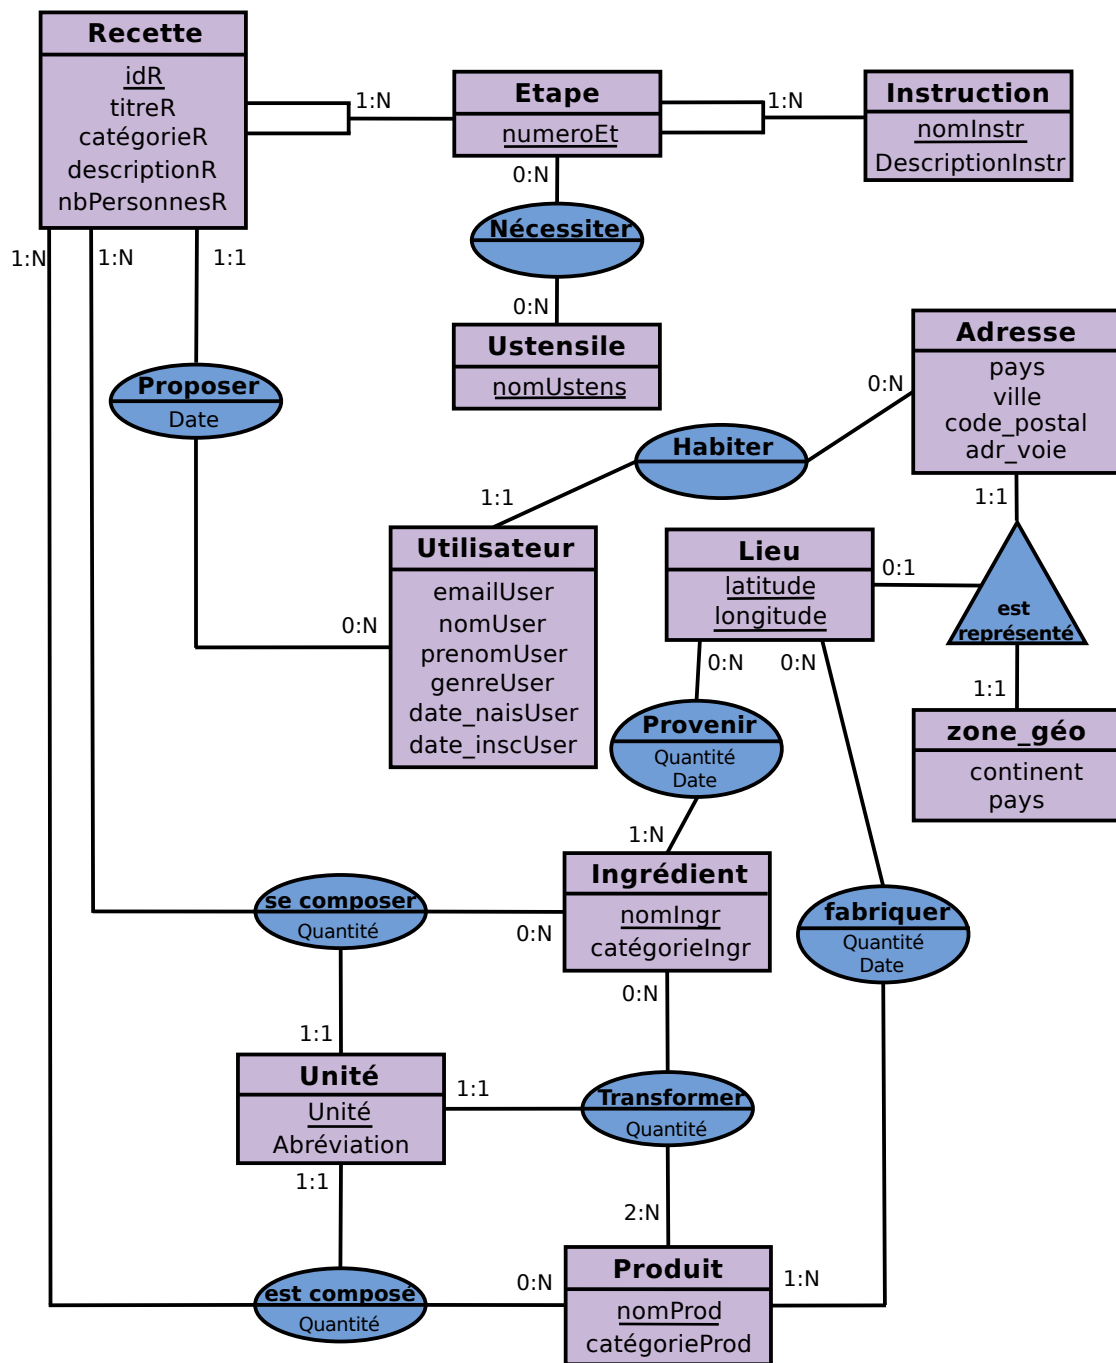 Recette
idR
titreR
catégorieR
descriptionR
nbPersonnesR
1:N
Etape
numeroEt
1:N
Instruction
nomInstr
DescriptionInstr
0:N
Nécessiter
0:N
Ustensile
nomUstens
1:N
1:N
1:1
Proposer
Date
0:N
Adresse
pays
ville
code_postal
adr_voie
0:N
Habiter
1:1
Utilisateur
emailUser
nomUser
prenomUser
genreUser
date_naisUser
date_inscUser
1:1
Lieu
latitude
longitude
0:1
est
représenté
1:1
zone_géo
continent
pays
0:N
0:N
Provenir
Quantité
Date
1:N
Ingrédient
nomIngr
catégorieIngr
se composer
Quantité
0:N
fabriquer
Quantité
Date
0:N
1:1
Unité
Unité
Abréviation
1:1
Transformer
Quantité
1:1
2:N
Produit
nomProd
catégorieProd
1:N
0:N
est composé
Quantité